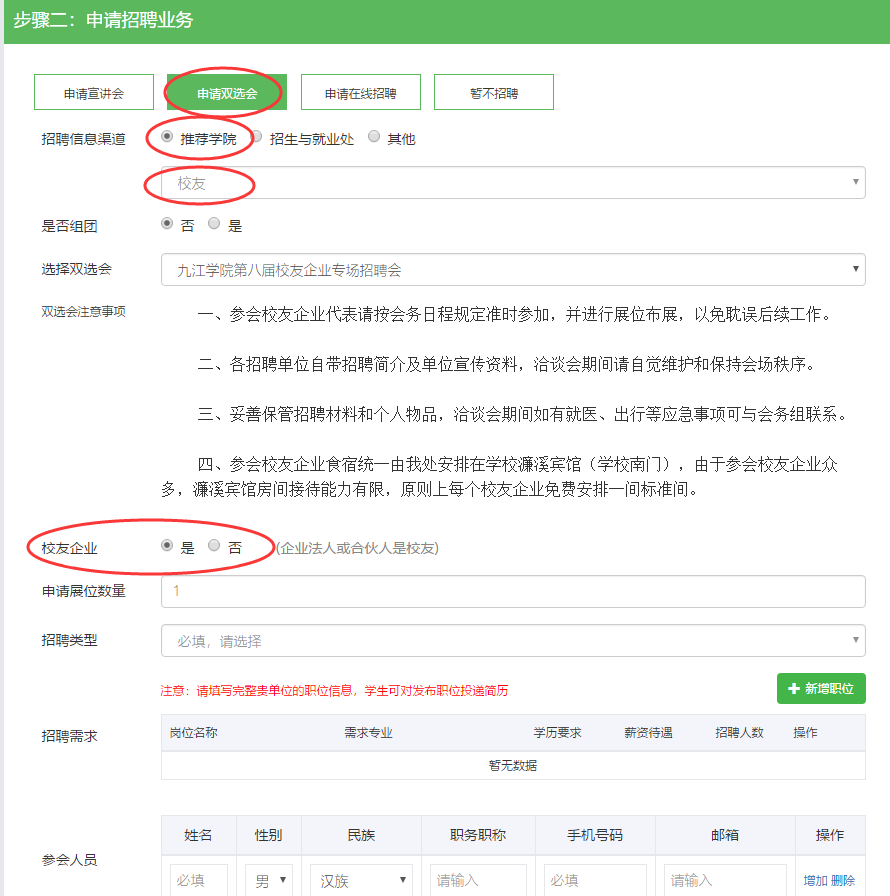 步骤二：申请招聘业务
申请宣讲会 申请双选会 申请在线招聘 暂不招聘
招聘信息渠道 推荐学院 招生与就业处 其他
校友
是否组团 否 是
选择双选会 九江学院第八届校友企业专场招聘会
双选会注意事项 一、参会校友企业代表请按会务日程规定准时参加，并进行展位布展，以免耽误后续工作。
二、各招聘单位自带招聘简介及单位宣传资料，洽谈会期间请自觉维护和保持会场秩序。
三、妥善保管招聘材料和个人物品，洽谈会期间如有就医、出行等应急事项可与会务组联系。
四、参会校友企业食宿统一由我处安排在学校濂溪宾馆（学校南门），由于参会校友企业众
多，濂溪宾馆房间接待能力有限，原则上每个校友企业免费安排一间标准间。
校友企业 是 否 (企业法人或合伙人是校友)
申请展位数量 1
招聘类型 必填，请选择
注意：请填写完整贵单位的职位信息，学生可对发布职位投递简历 新增职位
招聘需求 岗位名称 需求专业 学历要求 薪资待遇 招聘人数 操作
暂无数据
姓名 性别 民族 职务职称 手机号码 邮箱 操作
参会人员
必填 男 汉族 请输入 必填 请输入 增加 删除